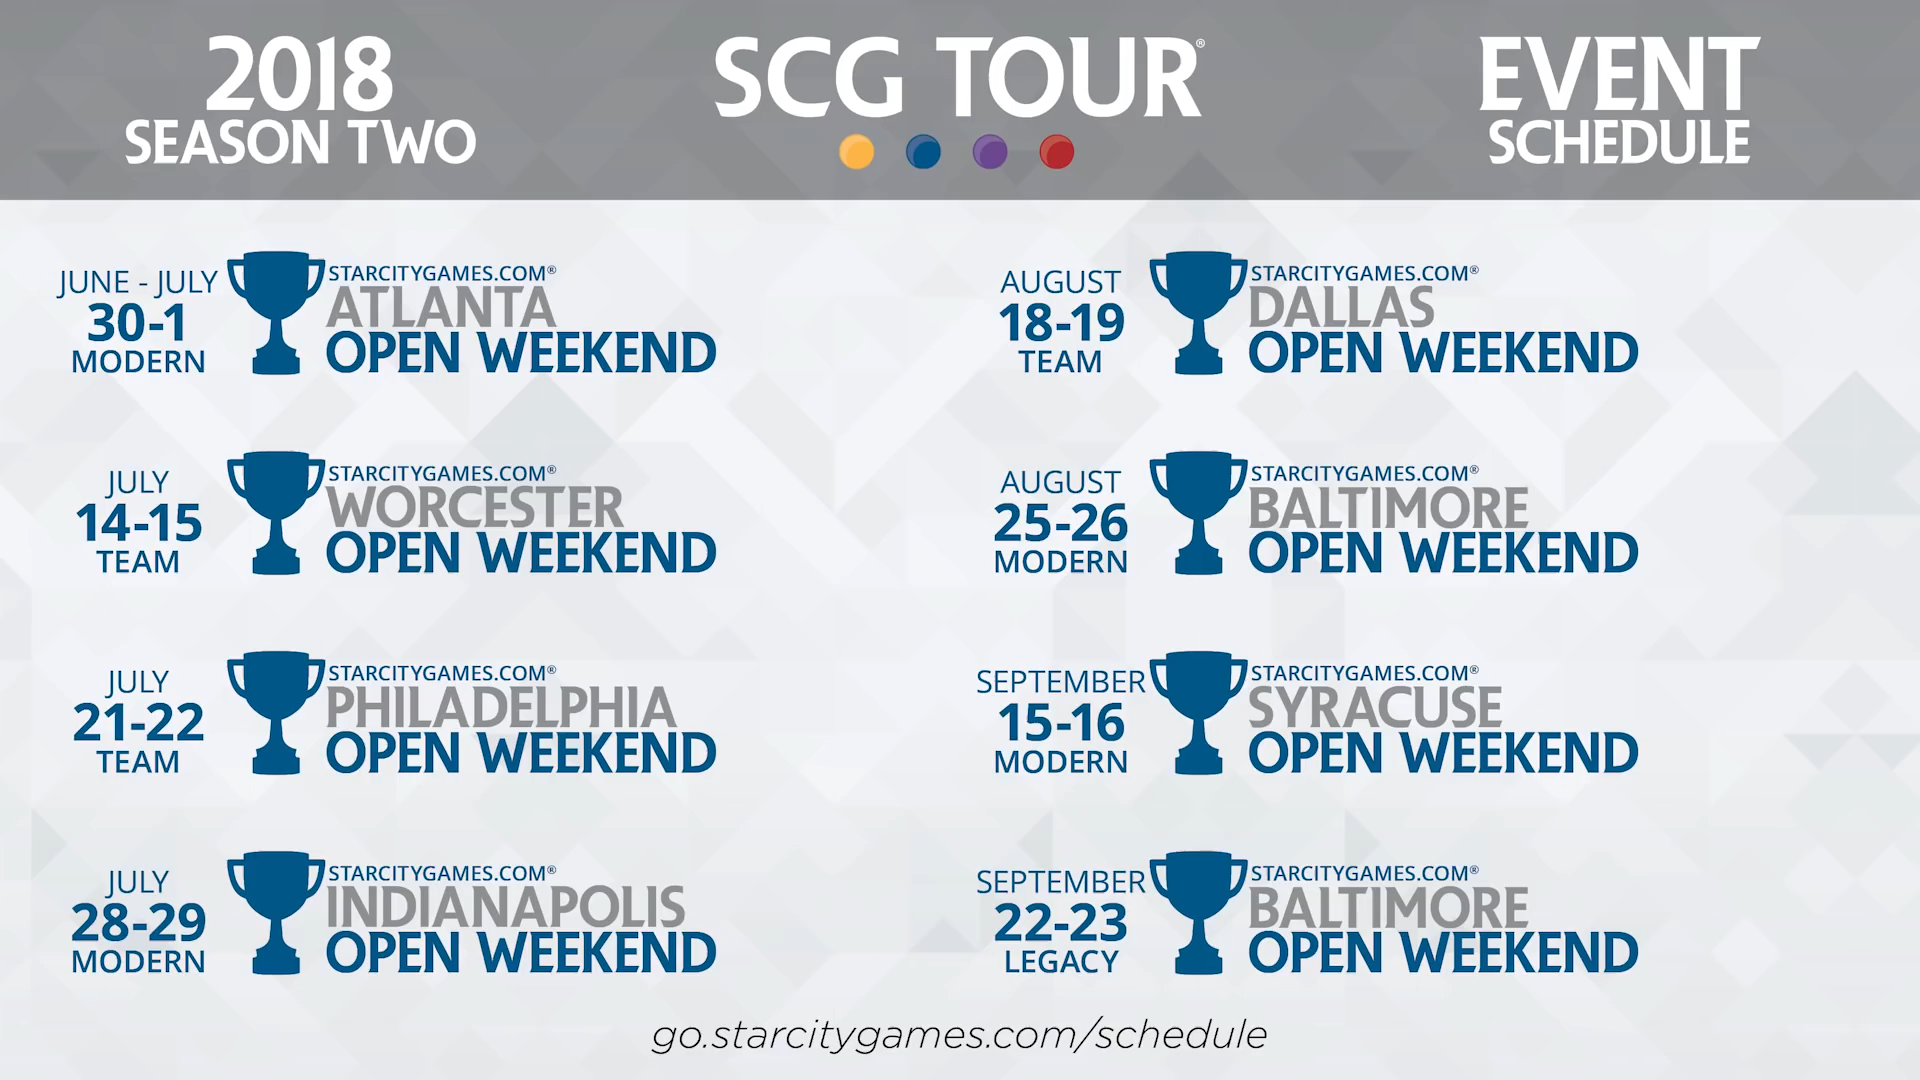 2018
SEASON TWO
SCG TOUR®
EVENT
SCHEDULE
JUNE - JULY
30-1
MODERN
STARCITYGAMES.COM®
ATLANTA
OPEN WEEKEND
JULY
14-15
TEAM
STARCITYGAMES.COM®
WORCESTER
OPEN WEEKEND
JULY
21-22
TEAM
STARCITYGAMES.COM®
PHILADELPHIA
OPEN WEEKEND
JULY
28-29
MODERN
STARCITYGAMES.COM®
INDIANAPOLIS
OPEN WEEKEND
AUGUST
18-19
TEAM
STARCITYGAMES.COM®
DALLAS
OPEN WEEKEND
AUGUST
25-26
MODERN
STARCITYGAMES.COM®
BALTIMORE
OPEN WEEKEND
SEPTEMBER
15-16
MODERN
STARCITYGAMES.COM®
SYRACUSE
OPEN WEEKEND
SEPTEMBER
22-23
LEGACY
STARCITYGAMES.COM®
BALTIMORE
OPEN WEEKEND
go.starcitygames.com/schedule